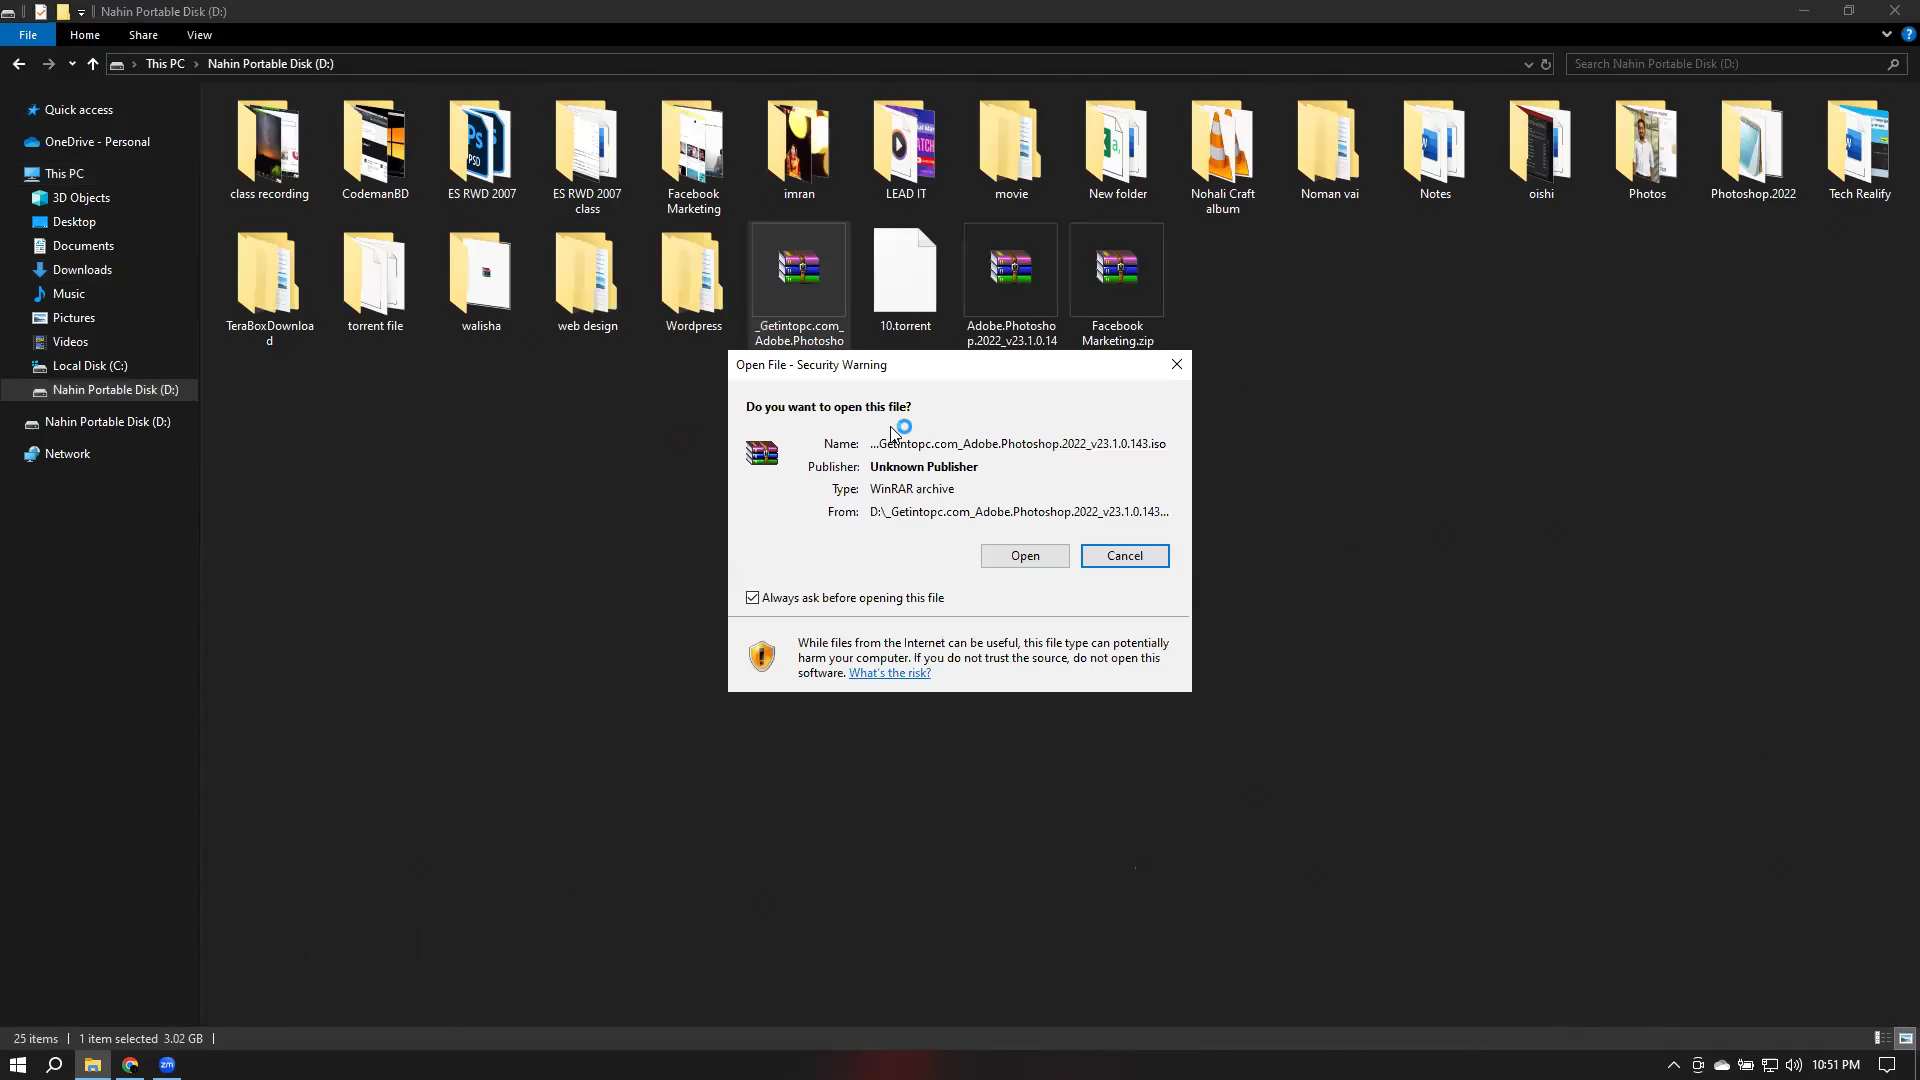 Nahin Portable Disk (D:)
File Home Share View
This PC Nahin Portable Disk (D:)
Search Nahin Portable Disk (D:)
Quick access
OneDrive - Personal
This PC
3D Objects
Desktop
Documents
Downloads
Music
Pictures
Videos
Local Disk (C:)
Nahin Portable Disk (D:)
Nahin Portable Disk (D:)
Network
class recording
CodemanBD
ES RWD 2007
ES RWD 2007
class
Facebook
Marketing
imran
LEAD IT
movie
New folder
Nohali Craft
album
Noman vai
Notes
oishi
Photos
Photoshop.2022
Tech Realify
TeraBoxDownloa
d
torrent file
walisha
web design
Wordpress
_Getintopc.com_
Adobe.Photosho
10.torrent
Adobe.Photosho
p.2022_v23.1.0.14
Facebook
Marketing.zip
Open File - Security Warning
Do you want to open this file?
Name: ...Getintopc.com_Adobe.Photoshop.2022_v23.1.0.143.iso
Publisher: Unknown Publisher
Type: WinRAR archive
From: D:\_Getintopc.com_Adobe.Photoshop.2022_v23.1.0.143...
Open Cancel
Always ask before opening this file
While files from the Internet can be useful, this file type can potentially
harm your computer. If you do not trust the source, do not open this
software. What's the risk?
25 items 1 item selected 3.02 GB
zm
10:51 PM